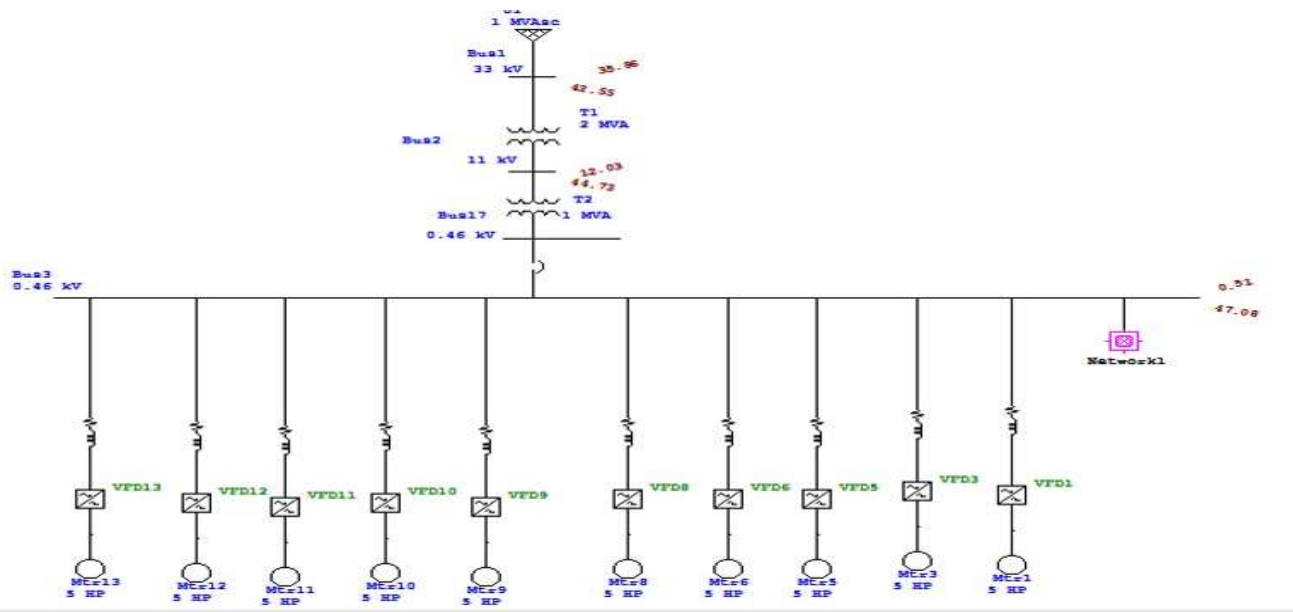 1 MVAsc
Bus1
33 kV
35.86
42.55
T1
2 MVA
Bus2
11 kV
12.03
44.73
T2
Bus17
1 MVA
0.46 kV
Bus3
0.46 kV
0.51
47.08
Network1
VFD13
VFD12
VFD11
VFD10
VFD9
VFD8
VFD6
VFD5
VFD3
VFD1
Mtr13
5 HP
Mtr12
5 HP
Mtr11
5 HP
Mtr10
5 HP
Mtr9
5 HP
Mtr8
5 HP
Mtr6
5 HP
Mtr5
5 HP
Mtr3
5 HP
Mtr1
5 HP